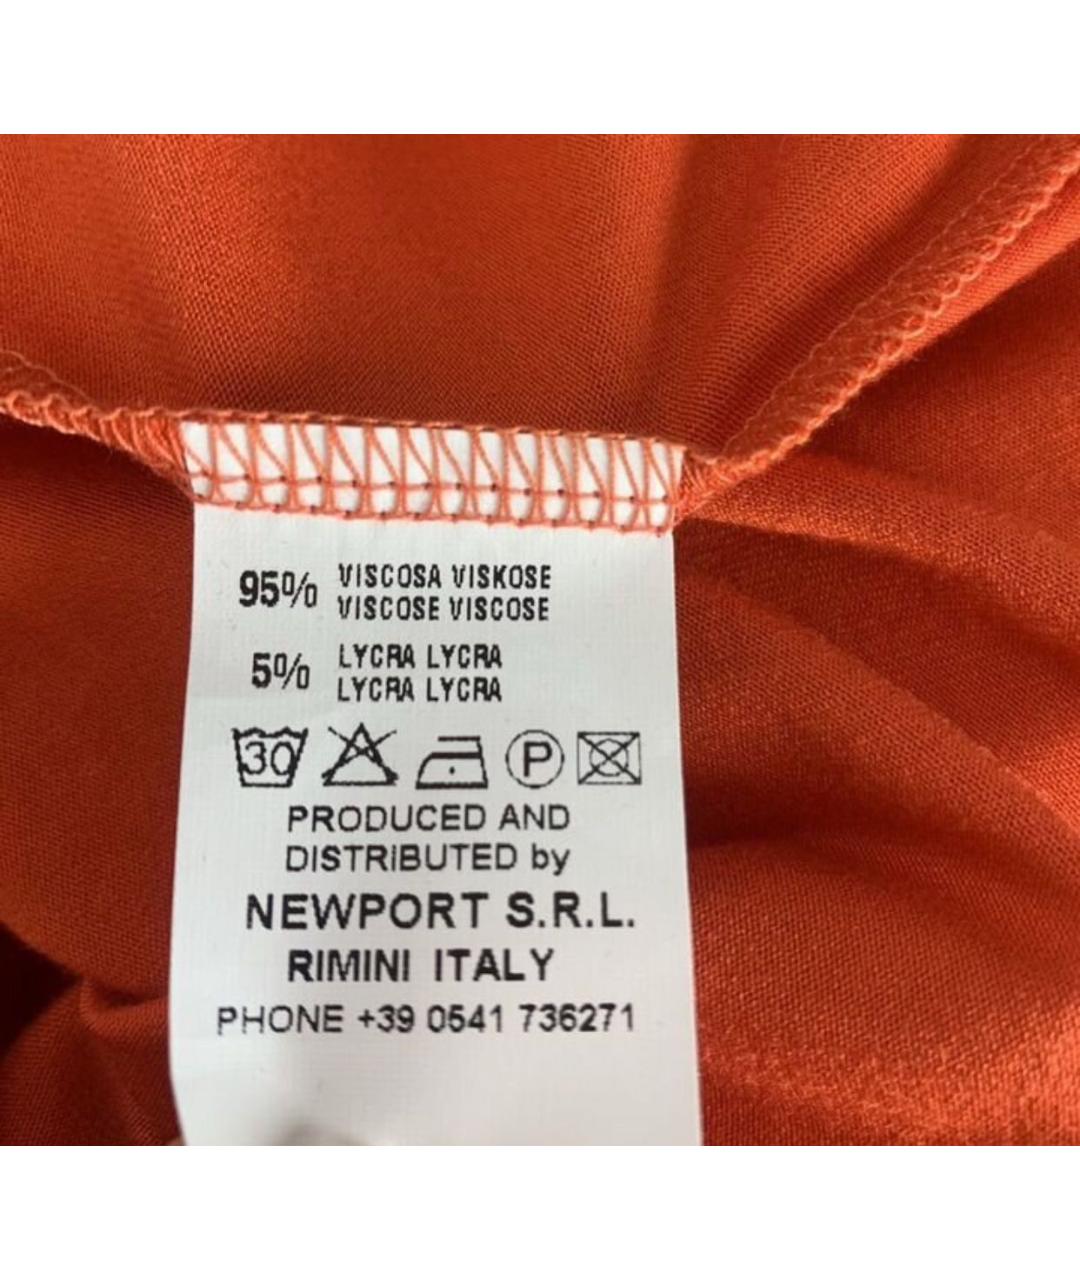 95% VISCOSA VISKOSE
VISCOSE VISCOSE
5% LYCRA LYCRA
LYCRA LYCRA
30 P
PRODUCED AND
DISTRIBUTED by
NEWPORT S.R.L.
RIMINI ITALY
PHONE +39 0541 736271